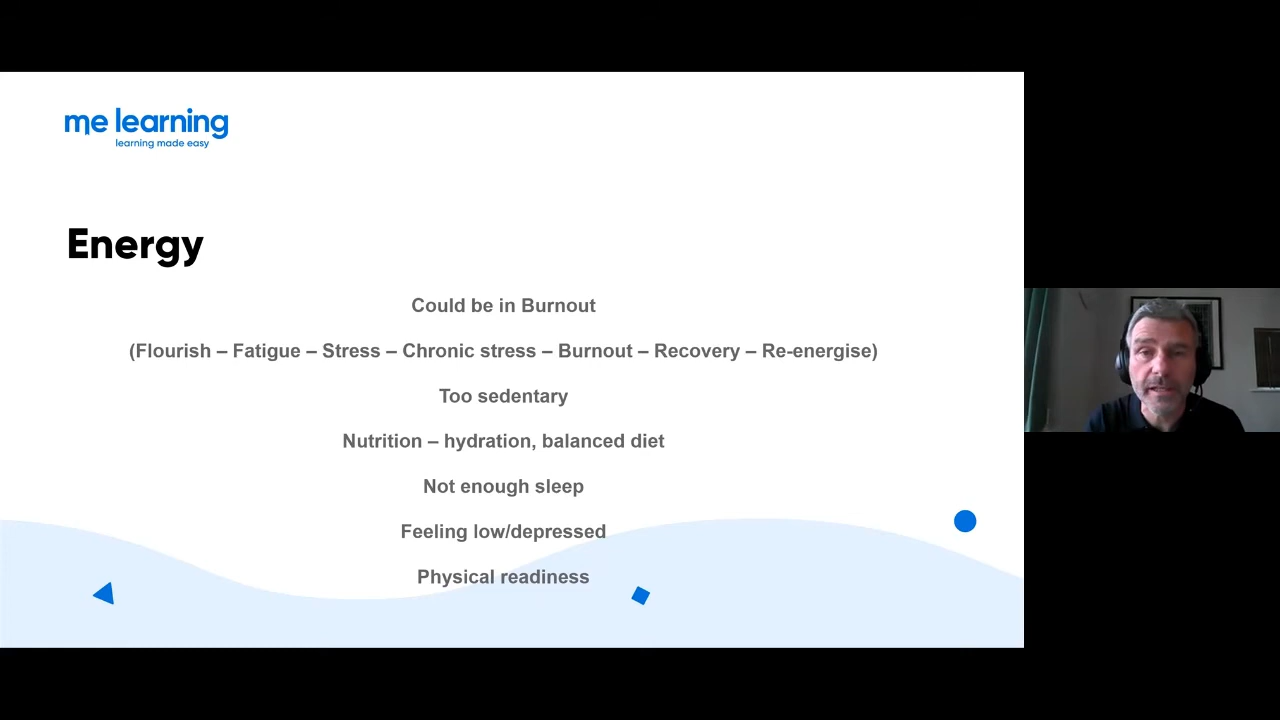 me learning
learning made easy
Energy
Could be in Burnout
(Flourish – Fatigue – Stress – Chronic stress – Burnout – Recovery – Re-energise)
Too sedentary
Nutrition – hydration, balanced diet
Not enough sleep
Feeling low/depressed
Physical readiness